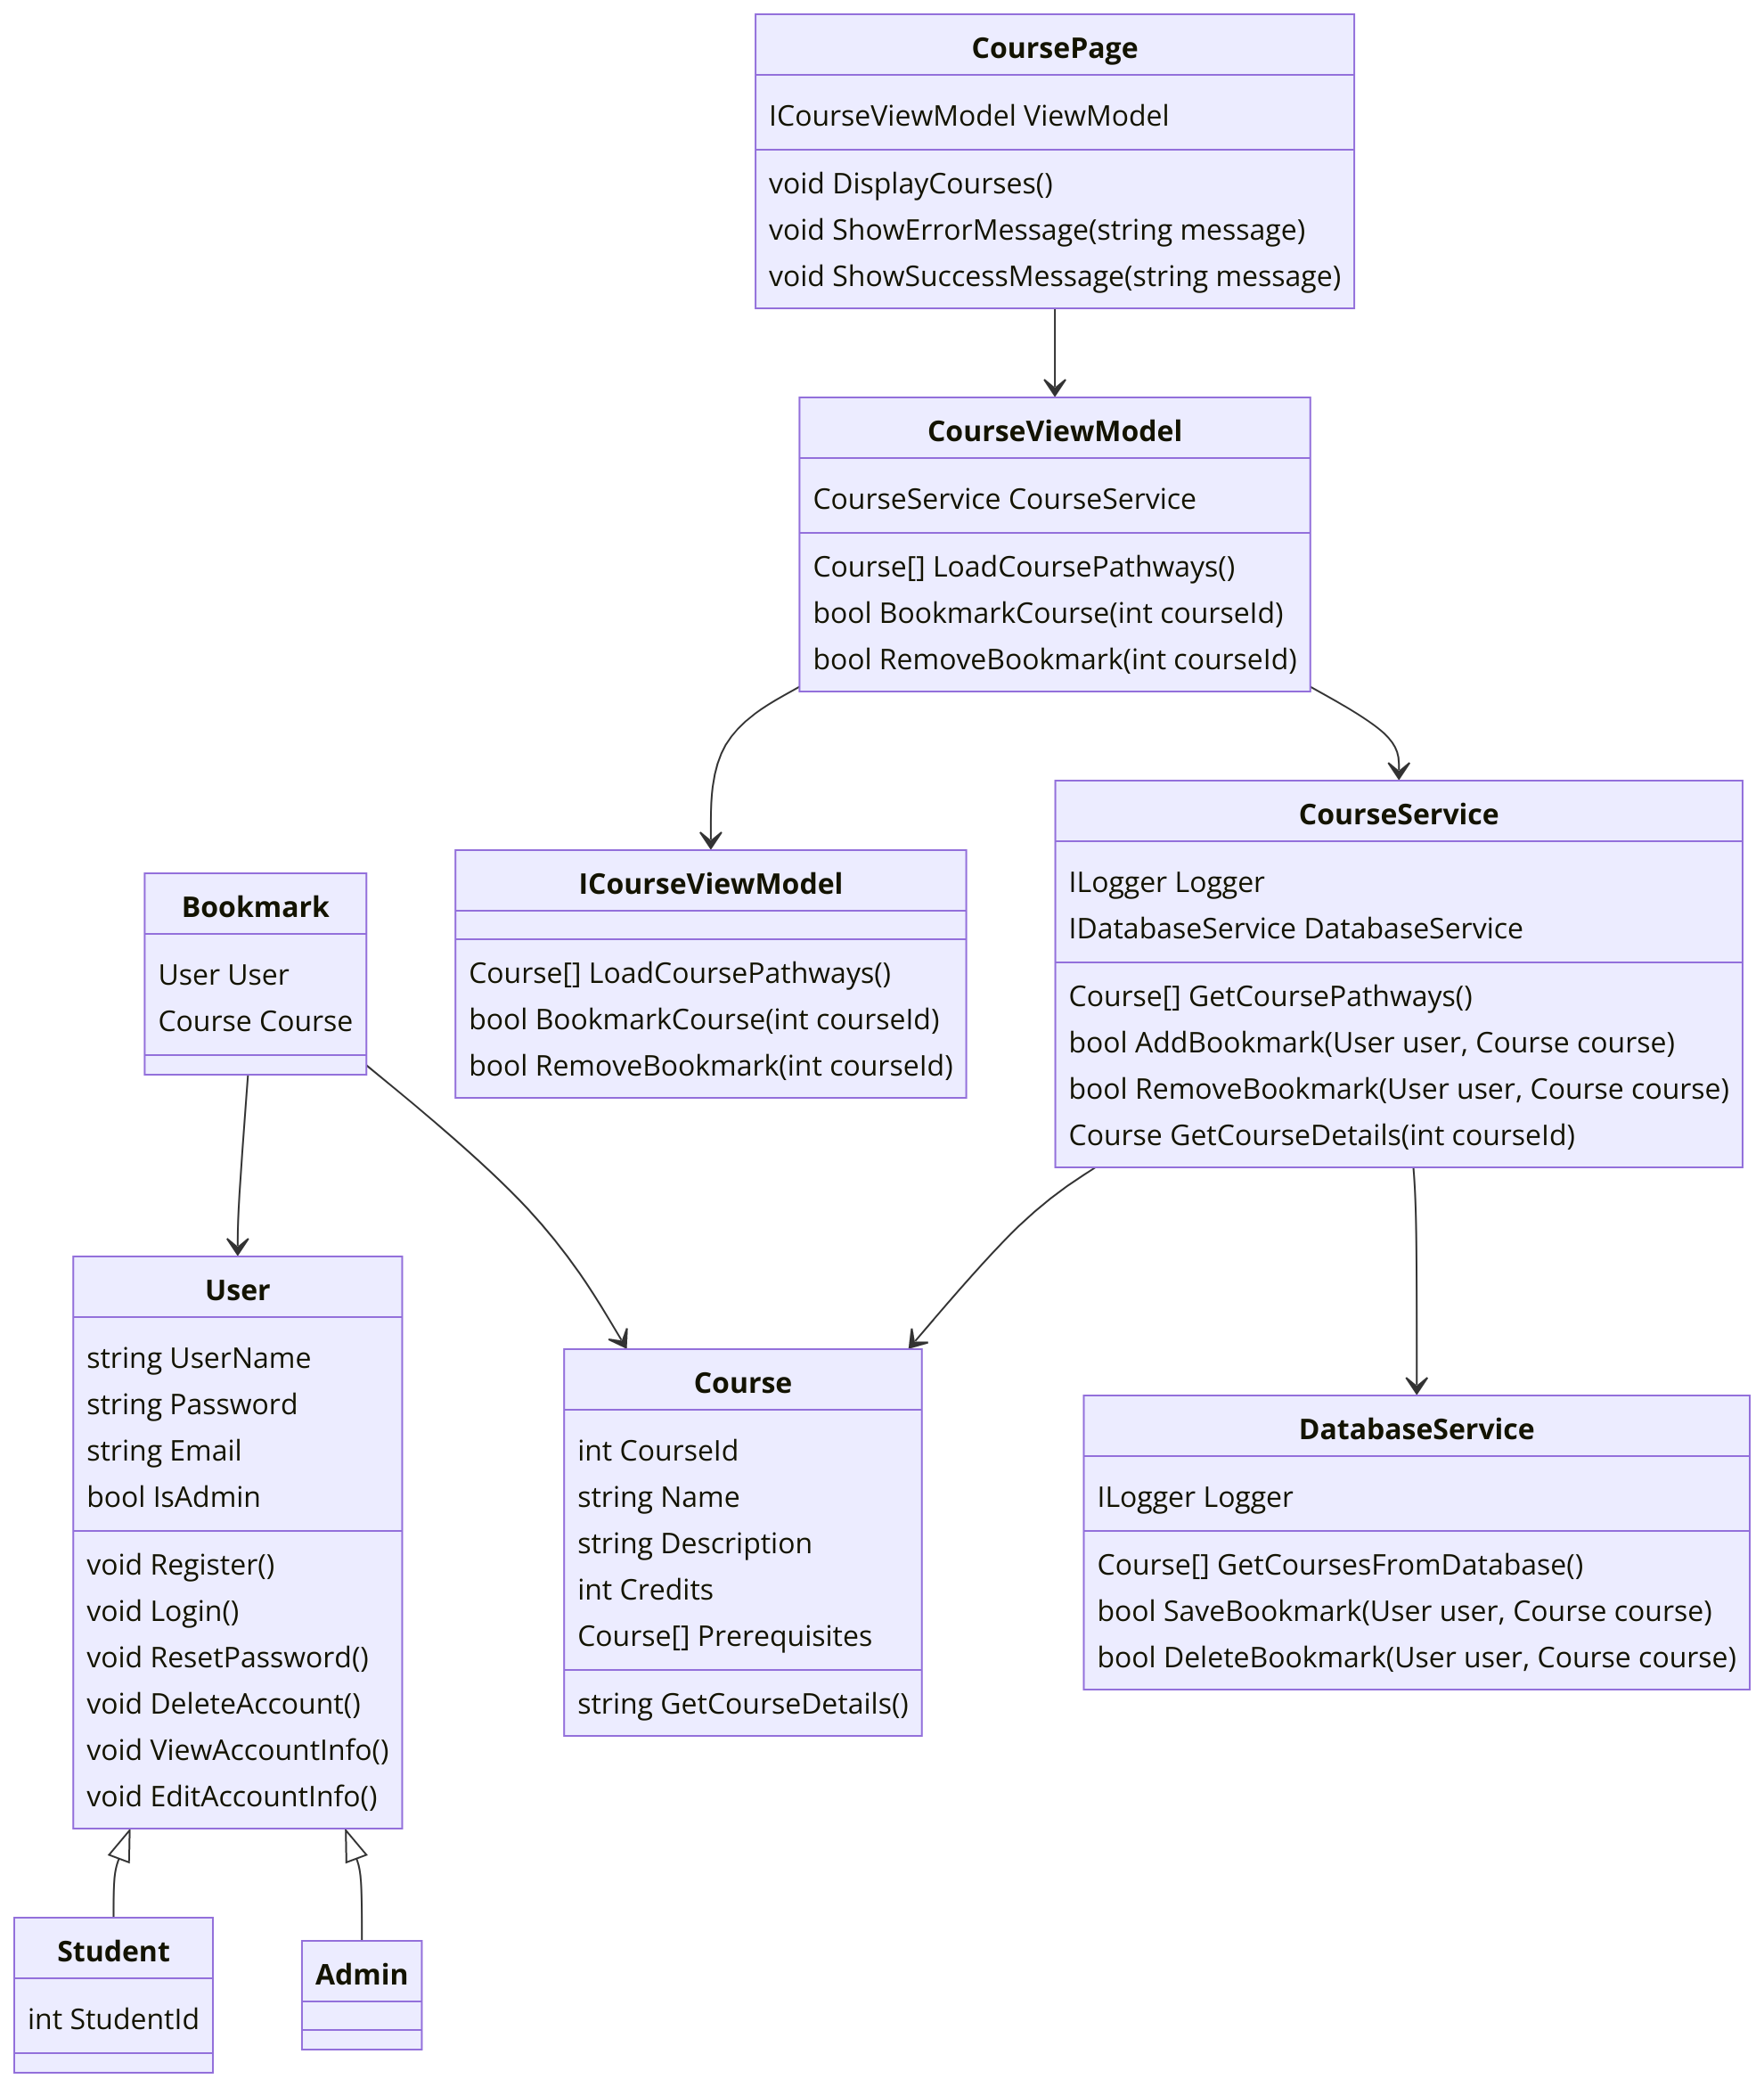 CoursePage
ICourseViewModel ViewModel
void DisplayCourses()
void ShowErrorMessage(string message)
void ShowSuccessMessage(string message)
CourseViewModel
CourseService CourseService
Course[] LoadCoursePathways()
bool BookmarkCourse(int courseId)
bool RemoveBookmark(int courseId)
Bookmark
User User
Course Course
ICourseViewModel
Course[] LoadCoursePathways()
bool BookmarkCourse(int courseId)
bool RemoveBookmark(int courseId)
CourseService
ILogger Logger
IDatabaseService DatabaseService
Course[] GetCoursePathways()
bool AddBookmark(User user, Course course)
bool RemoveBookmark(User user, Course course)
Course GetCourseDetails(int courseId)
User
string UserName
string Password
string Email
bool IsAdmin
void Register()
void Login()
void ResetPassword()
void DeleteAccount()
void ViewAccountInfo()
void EditAccountInfo()
Course
int CourseId
string Name
string Description
int Credits
Course[] Prerequisites
string GetCourseDetails()
DatabaseService
ILogger Logger
Course[] GetCoursesFromDatabase()
bool SaveBookmark(User user, Course course)
bool DeleteBookmark(User user, Course course)
Student
int StudentId
Admin